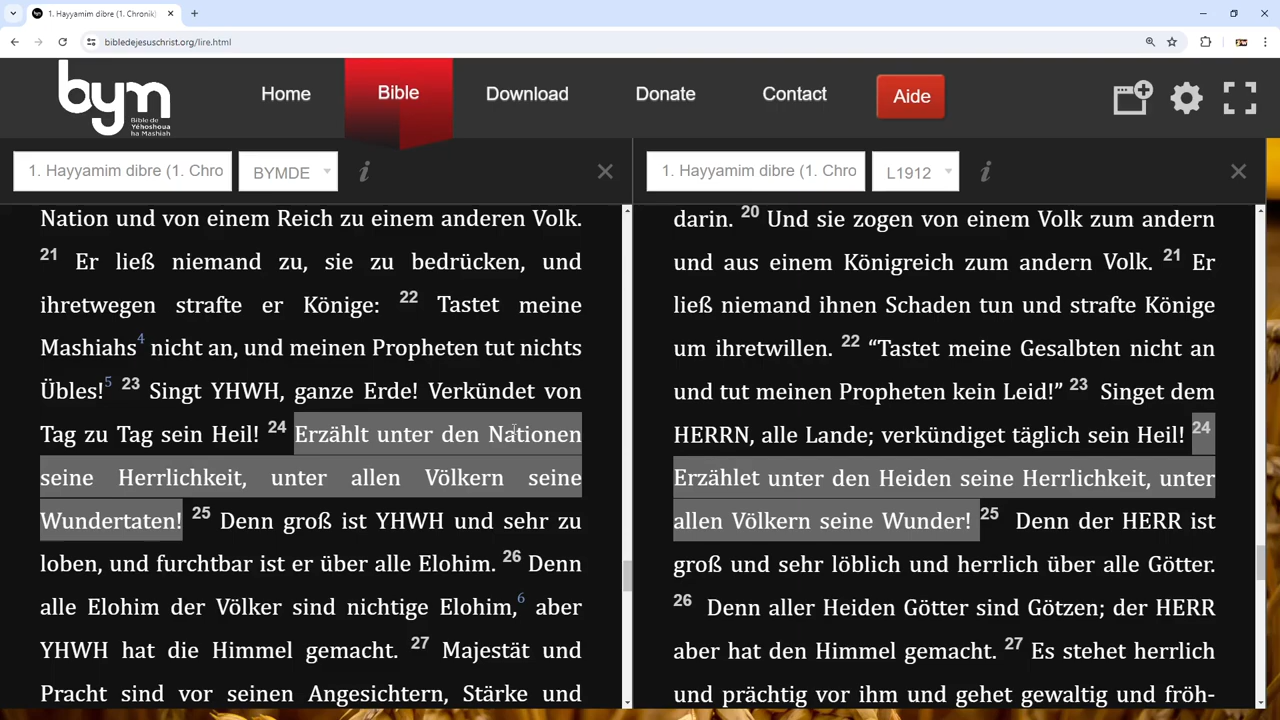 1. Hayyamim dibre (1. Chronik)
bibledejesuschrist.org/lire.html
bym
Bible de
Yéhoshoua
ha Mashiah
Home
Bible
Download
Donate
Contact
Aide
1. Hayyamim dibre (1. Chro
BYMDE
Nation und von einem Reich zu einem anderen Volk.
21 Er ließ niemand zu, sie zu bedrücken, und
ihretwegen strafte er Könige: 22 Tastet meine
Mashiahs4 nicht an, und meinen Propheten tut nichts
Übles!5 23 Singt YHWH, ganze Erde! Verkündet von
Tag zu Tag sein Heil! 24 Erzählt unter den Nationen
seine Herrlichkeit, unter allen Völkern seine
Wundertaten! 25 Denn groß ist YHWH und sehr zu
loben, und furchtbar ist er über alle Elohim. 26 Denn
alle Elohim der Völker sind nichtige Elohim,6 aber
YHWH hat die Himmel gemacht. 27 Majestät und
Pracht sind vor seinen Angesichtern, Stärke und
1. Hayyamim dibre (1. Chro
L1912
darin. 20 Und sie zogen von einem Volk zum andern
und aus einem Königreich zum andern Volk. 21 Er
ließ niemand ihnen Schaden tun und strafte Könige
um ihretwillen. 22 “Tastet meine Gesalbten nicht an
und tut meinen Propheten kein Leid!” 23 Singet dem
HERRN, alle Lande; verkündiget täglich sein Heil! 24
Erzählet unter den Heiden seine Herrlichkeit, unter
allen Völkern seine Wunder! 25 Denn der HERR ist
groß und sehr löblich und herrlich über alle Götter.
26 Denn aller Heiden Götter sind Götzen; der HERR
aber hat den Himmel gemacht. 27 Es stehet herrlich
und prächtig vor ihm und gehet gewaltig und fröh-